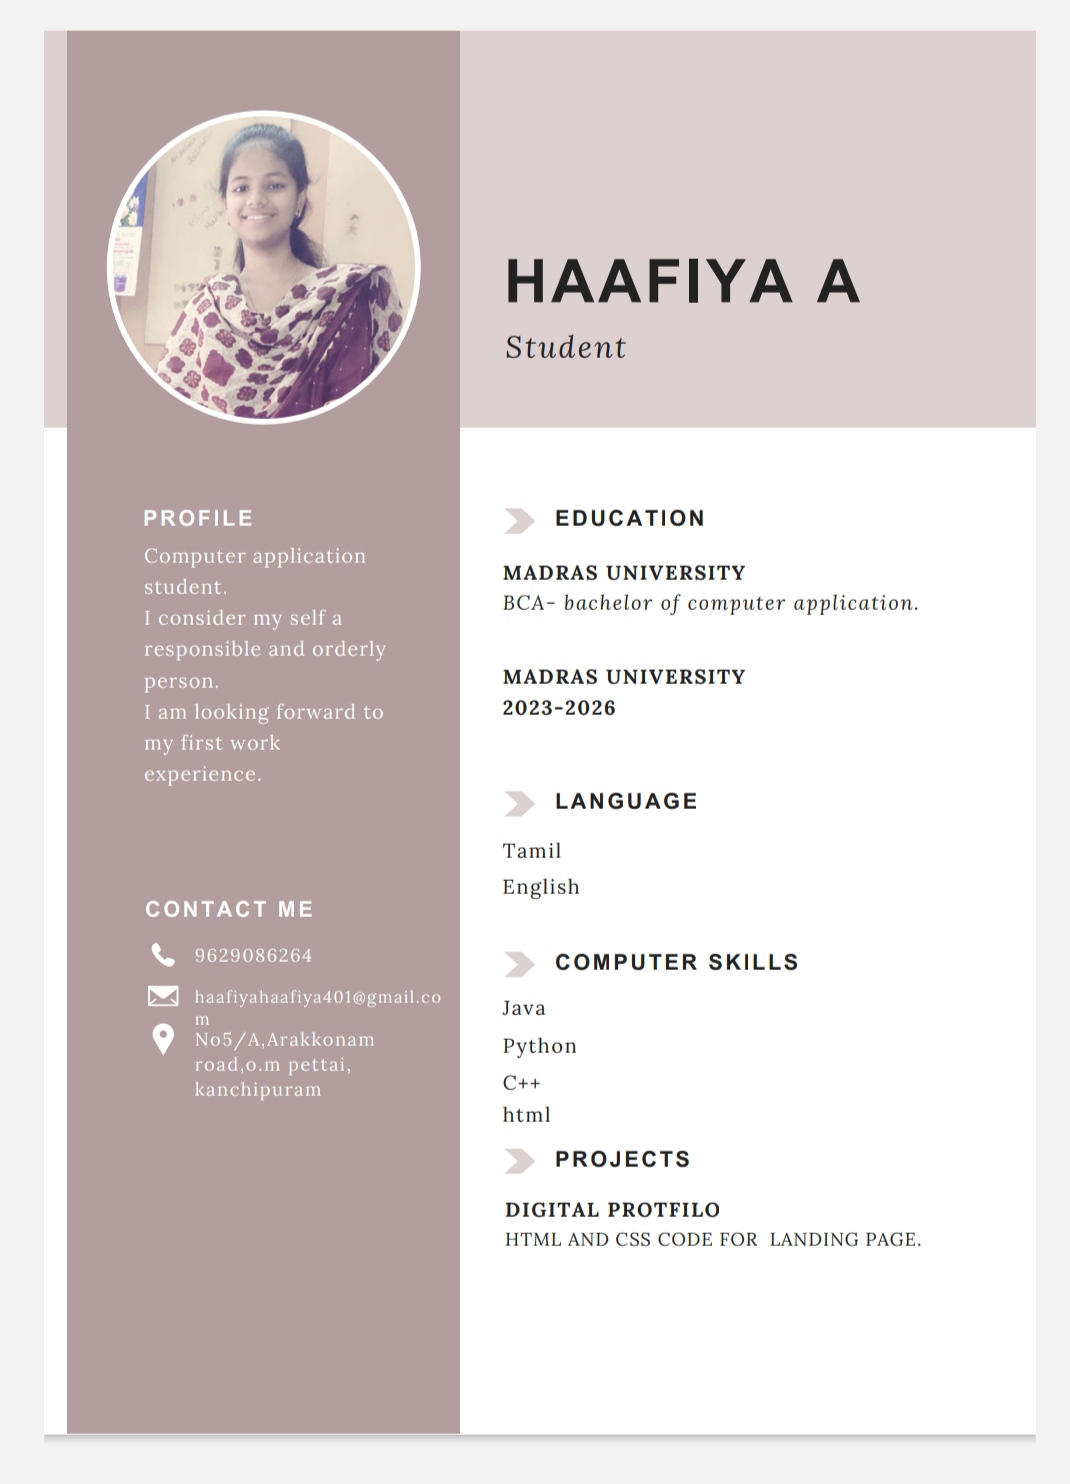 HAAFIYA A
Student
PROFILE
Computer application
student.
I consider my self a
responsible and orderly
person.
I am looking forward to
my first work
experience.
CONTACT ME
9629086264
haafiyahaafiya401@gmail.co
m
No5/A,Arakkonam
road,o.m pettai,
kanchipuram
EDUCATION
MADRAS UNIVERSITY
BCA- bachelor of computer application.
MADRAS UNIVERSITY
2023-2026
LANGUAGE
Tamil
English
COMPUTER SKILLS
Java
Python
C++
html
PROJECTS
DIGITAL PROTFILO
HTML AND CSS CODE FOR  LANDING PAGE.